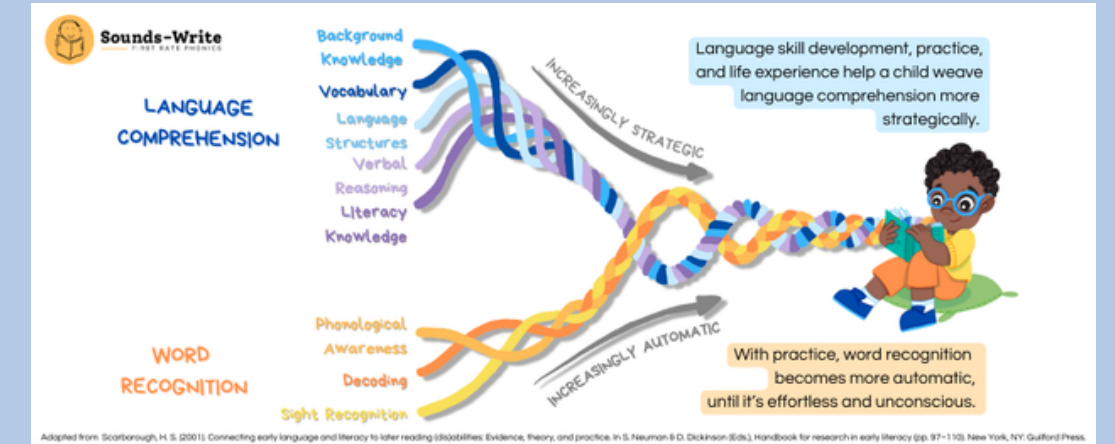 Sounds-Write
FIRST RATE PHONICS
LANGUAGE
COMPREHENSION
Background
Knowledge
Vocabulary
Language
Structures
Verbal
Reasoning
Literacy
Knowledge
INCREASINGLY STRATEGIC
Language skill development, practice,
and life experience help a child weave
language comprehension more
strategically.
WORD
RECOGNITION
Phonological
Awareness
Decoding
Sight Recognition
INCREASINGLY AUTOMATIC
With practice, word recognition
becomes more automatic,
until it's effortless and unconscious.
Adapted from Scarborough, H. S. (2001). Connecting early language and literacy to later reading (dis)abilities: Evidence, theory, and practice. In S. Neuman & D. Dickinson (Eds.), Handbook for research in early literacy (pp. 97–110). New York, NY: Guilford Press.